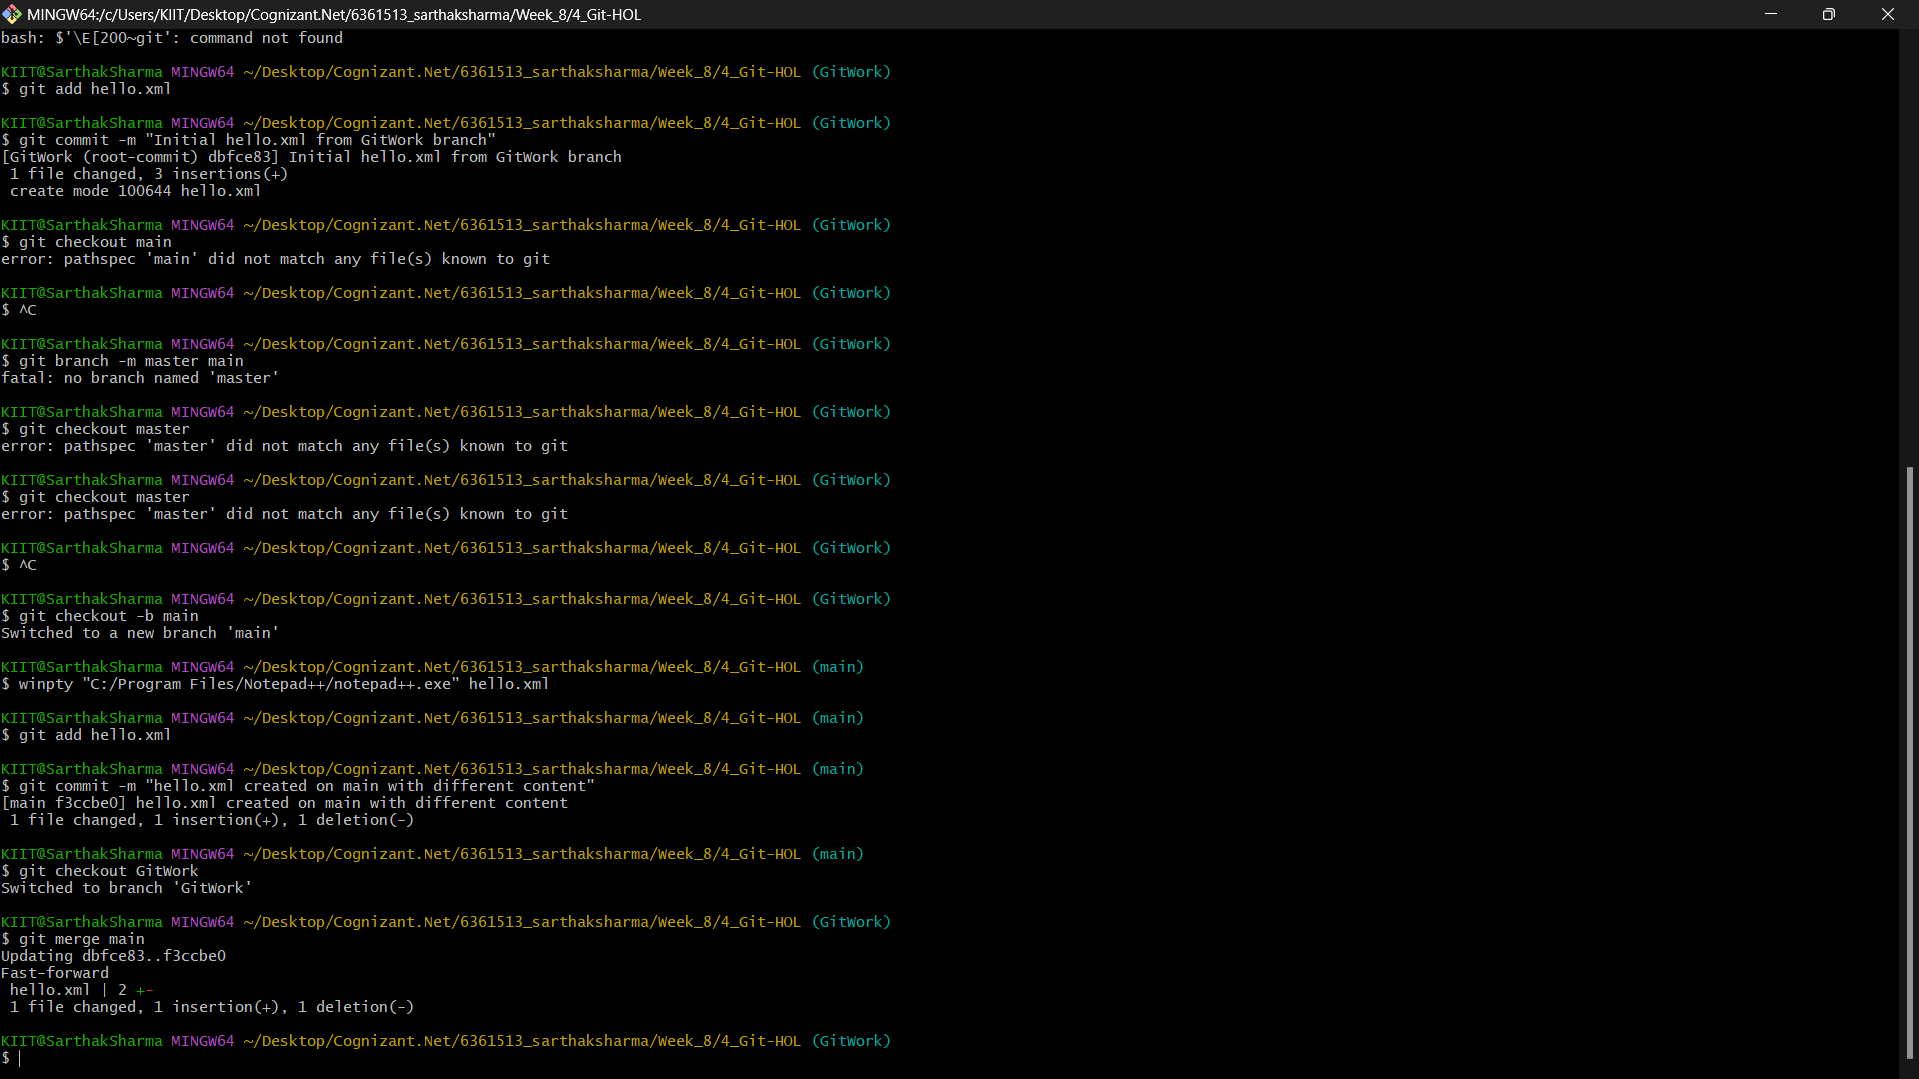 MINGW64:/c/Users/KIIT/Desktop/Cognizant.Net/6361513_sarthaksharma/Week_8/4_Git-HOL
bash: $'\E[200~git': command not found
KIIT@SarthakSharma MINGW64 ~/Desktop/Cognizant.Net/6361513_sarthaksharma/Week_8/4_Git-HOL (GitWork)
$ git add hello.xml
KIIT@SarthakSharma MINGW64 ~/Desktop/Cognizant.Net/6361513_sarthaksharma/Week_8/4_Git-HOL (GitWork)
$ git commit -m "Initial hello.xml from GitWork branch"
[GitWork (root-commit) dbfce83] Initial hello.xml from GitWork branch
 1 file changed, 3 insertions(+)
 create mode 100644 hello.xml
KIIT@SarthakSharma MINGW64 ~/Desktop/Cognizant.Net/6361513_sarthaksharma/Week_8/4_Git-HOL (GitWork)
$ git checkout main
error: pathspec 'main' did not match any file(s) known to git
KIIT@SarthakSharma MINGW64 ~/Desktop/Cognizant.Net/6361513_sarthaksharma/Week_8/4_Git-HOL (GitWork)
$ ^C
KIIT@SarthakSharma MINGW64 ~/Desktop/Cognizant.Net/6361513_sarthaksharma/Week_8/4_Git-HOL (GitWork)
$ git branch -m master main
fatal: no branch named 'master'
KIIT@SarthakSharma MINGW64 ~/Desktop/Cognizant.Net/6361513_sarthaksharma/Week_8/4_Git-HOL (GitWork)
$ git checkout master
error: pathspec 'master' did not match any file(s) known to git
KIIT@SarthakSharma MINGW64 ~/Desktop/Cognizant.Net/6361513_sarthaksharma/Week_8/4_Git-HOL (GitWork)
$ git checkout master
error: pathspec 'master' did not match any file(s) known to git
KIIT@SarthakSharma MINGW64 ~/Desktop/Cognizant.Net/6361513_sarthaksharma/Week_8/4_Git-HOL (GitWork)
$ ^C
KIIT@SarthakSharma MINGW64 ~/Desktop/Cognizant.Net/6361513_sarthaksharma/Week_8/4_Git-HOL (GitWork)
$ git checkout -b main
Switched to a new branch 'main'
KIIT@SarthakSharma MINGW64 ~/Desktop/Cognizant.Net/6361513_sarthaksharma/Week_8/4_Git-HOL (main)
$ winpty "C:/Program Files/Notepad++/notepad++.exe" hello.xml
KIIT@SarthakSharma MINGW64 ~/Desktop/Cognizant.Net/6361513_sarthaksharma/Week_8/4_Git-HOL (main)
$ git add hello.xml
KIIT@SarthakSharma MINGW64 ~/Desktop/Cognizant.Net/6361513_sarthaksharma/Week_8/4_Git-HOL (main)
$ git commit -m "hello.xml created on main with different content"
[main f3ccbe0] hello.xml created on main with different content
 1 file changed, 1 insertion(+), 1 deletion(-)
KIIT@SarthakSharma MINGW64 ~/Desktop/Cognizant.Net/6361513_sarthaksharma/Week_8/4_Git-HOL (main)
$ git checkout GitWork
Switched to branch 'GitWork'
KIIT@SarthakSharma MINGW64 ~/Desktop/Cognizant.Net/6361513_sarthaksharma/Week_8/4_Git-HOL (GitWork)
$ git merge main
Updating dbfce83..f3ccbe0
Fast-forward
 hello.xml | 2 +-
 1 file changed, 1 insertion(+), 1 deletion(-)
KIIT@SarthakSharma MINGW64 ~/Desktop/Cognizant.Net/6361513_sarthaksharma/Week_8/4_Git-HOL (GitWork)
$